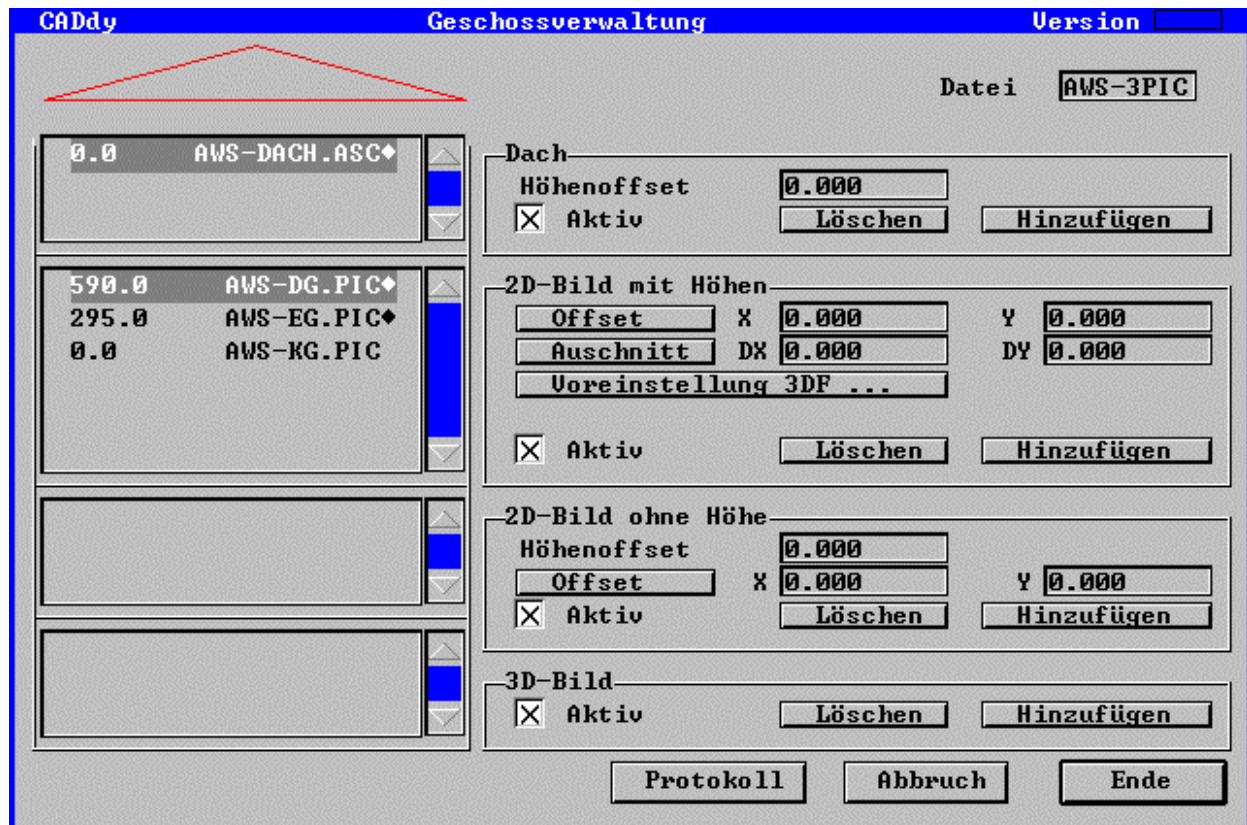 CADdy Geschossverwaltung Version
Datei AWS-3PIC
0.0 AWS-DACH.ASC♦
Dach
Höhenoffset 0.000
Aktiv Löschen Hinzufügen
590.0 AWS-DG.PIC♦
295.0 AWS-EG.PIC♦
0.0 AWS-KG.PIC
2D-Bild mit Höhen
Offset X 0.000 Y 0.000
Auschnitt DX 0.000 DY 0.000
Voreinstellung 3DF ...
Aktiv Löschen Hinzufügen
2D-Bild ohne Höhe
Höhenoffset 0.000
Offset X 0.000 Y 0.000
Aktiv Löschen Hinzufügen
3D-Bild
Aktiv Löschen Hinzufügen
Protokoll Abbruch Ende